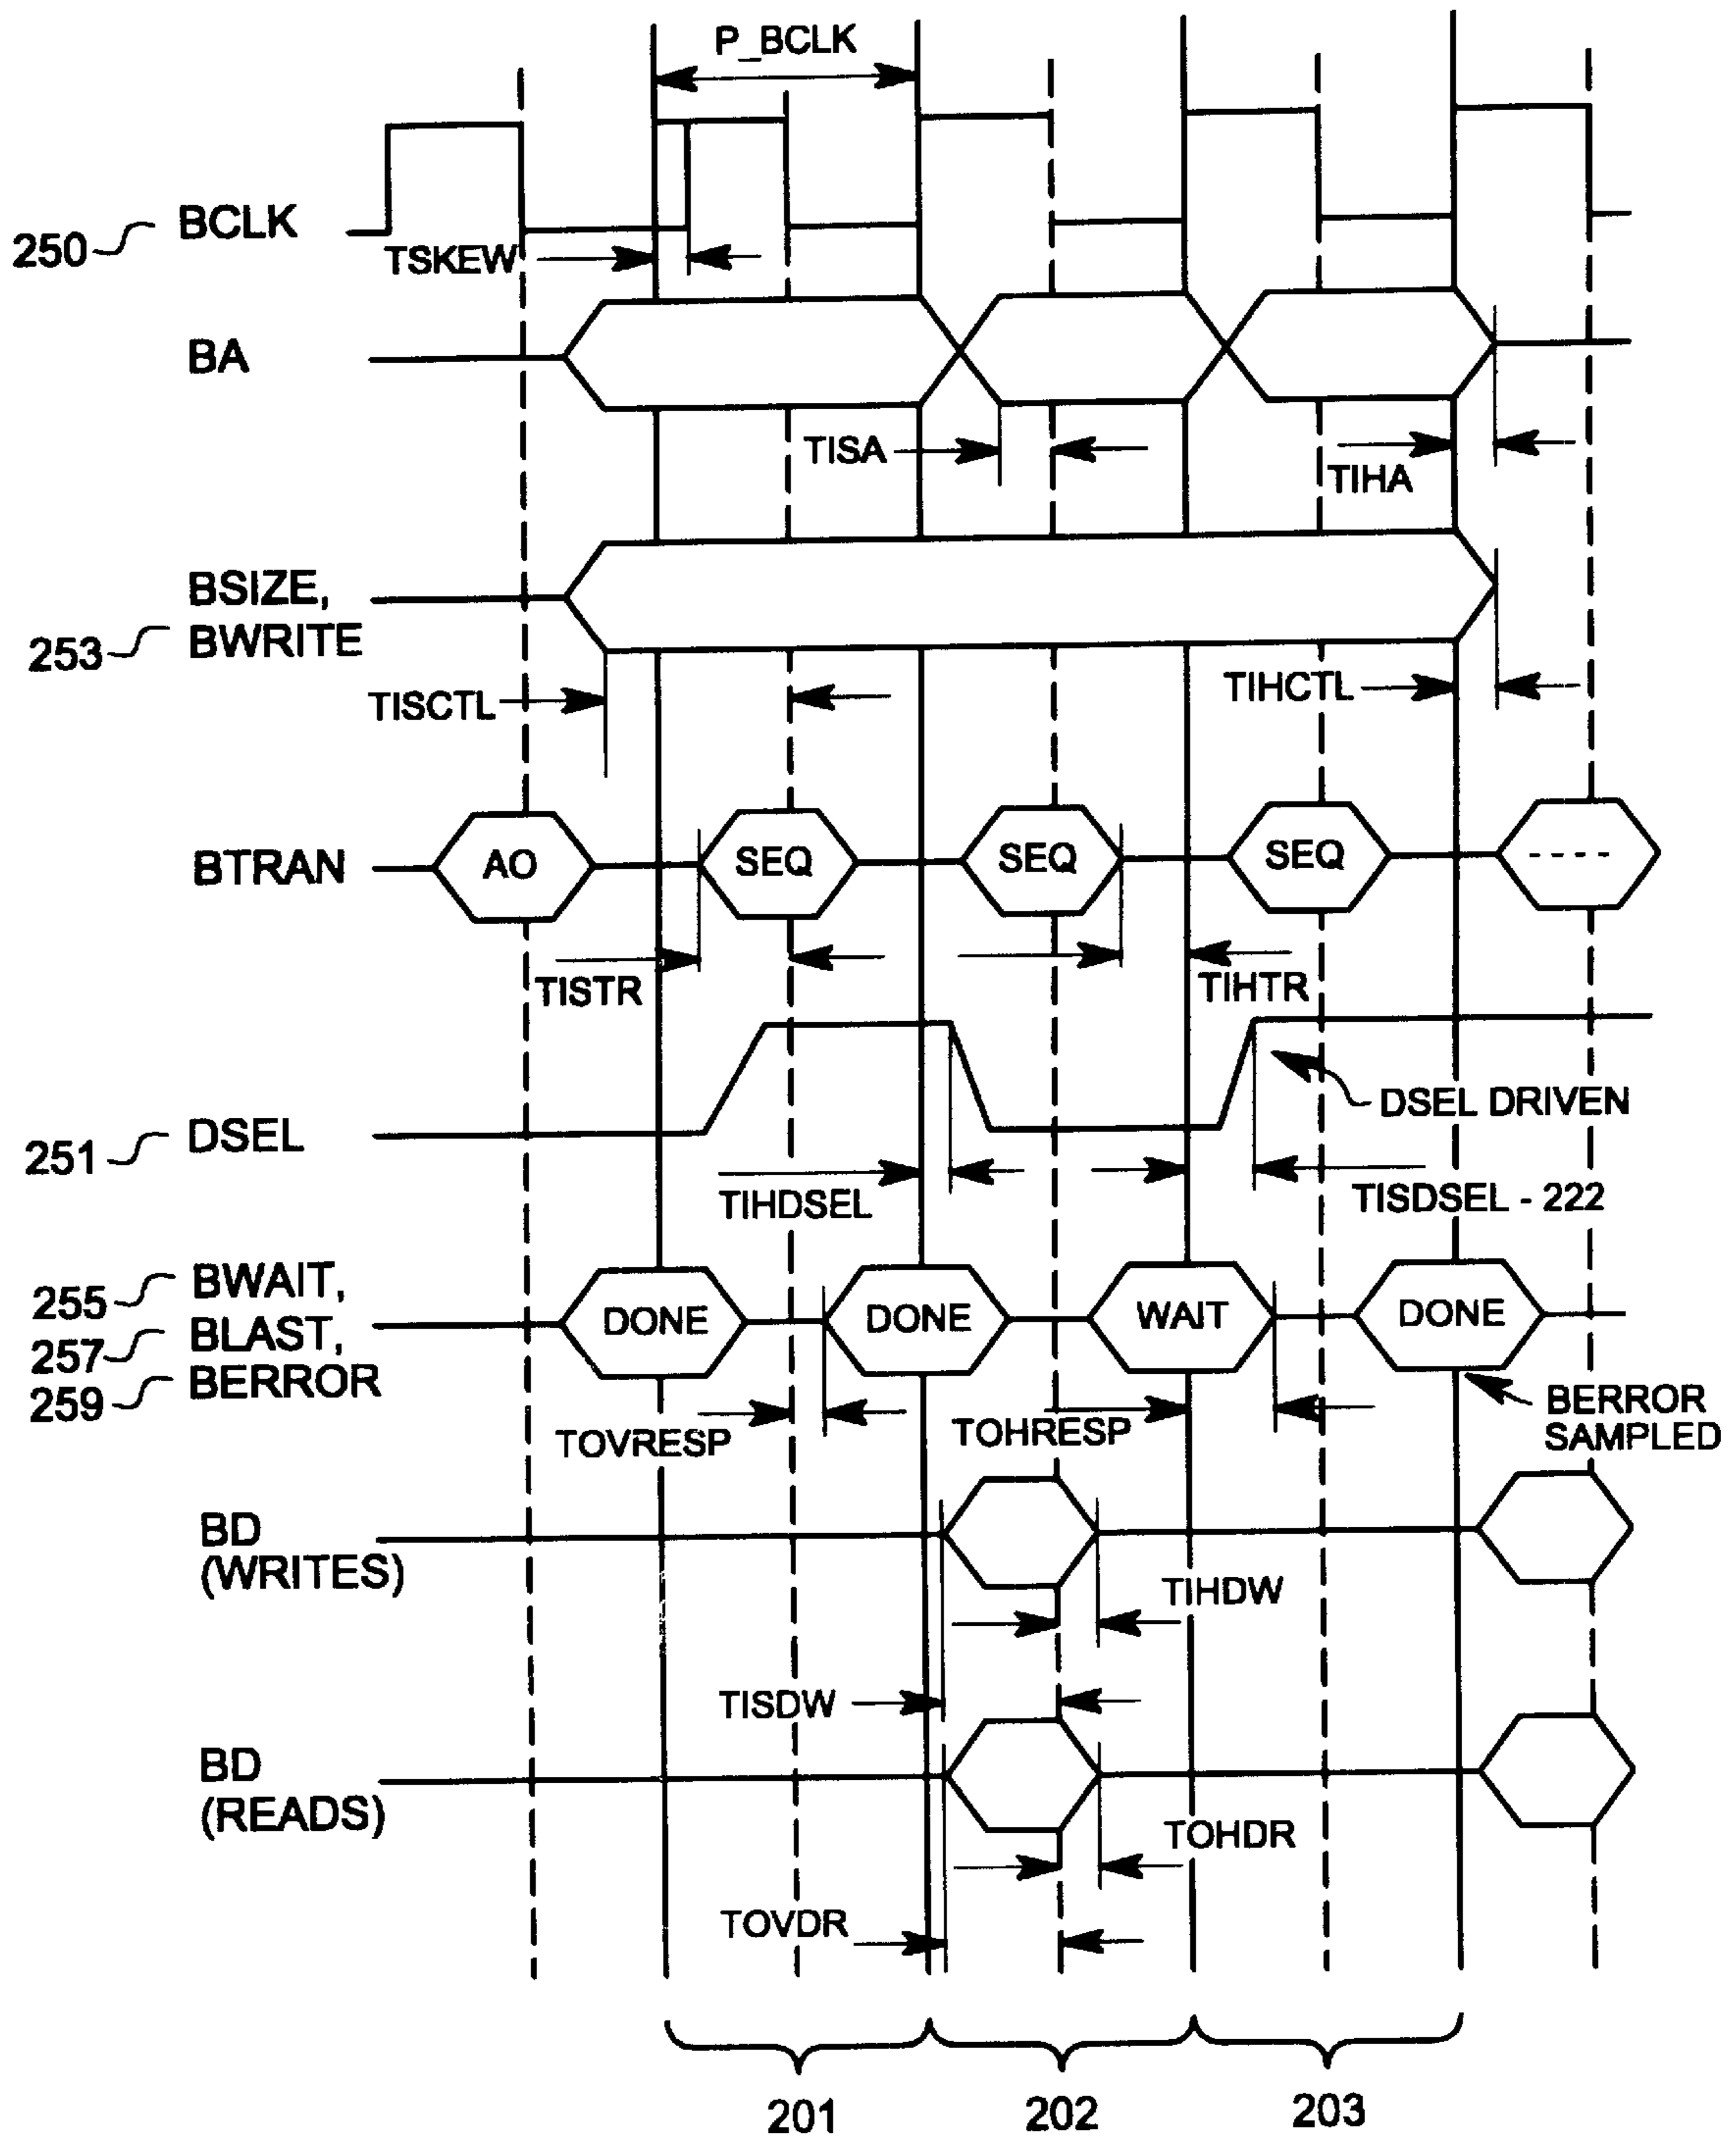 P_BCLK
250 BCLK
TSKEW
BA
TISA
TIHA
BSIZE,
253 BWRITE
TISCTL
TIHCTL
BTRAN AO SEQ SEQ SEQ ----
TISTR
TIHTR
DSEL DRIVEN
251 DSEL
TIHDSEL
TISDSEL - 222
255 BWAIT,
257 BLAST,
259 BERROR
DONE DONE WAIT DONE
BERROR
SAMPLED
TOVRESP
TOHRESP
BD
(WRITES)
TIHDW
TISDW
BD
(READS)
TOHDR
TOVDR
201 202 203